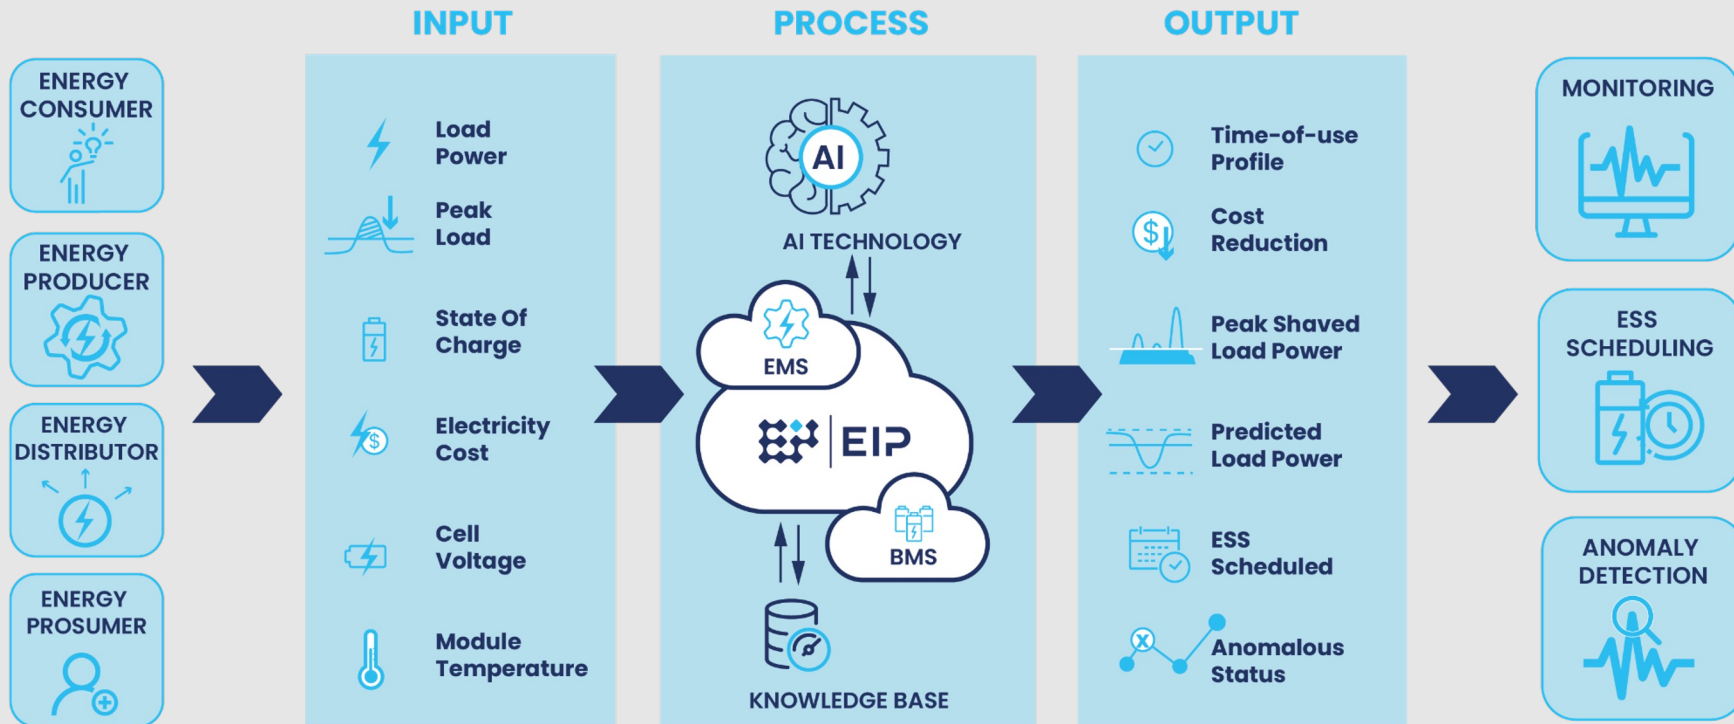 INPUT
PROCESS
OUTPUT
ENERGY
CONSUMER
ENERGY
PRODUCER
ENERGY
DISTRIBUTOR
ENERGY
PROSUMER
Load
Power
Peak
Load
State Of
Charge
$
Electricity
Cost
Cell
Voltage
Module
Temperature
AI
AI TECHNOLOGY
EMS
EIP
BMS
KNOWLEDGE BASE
Time-of-use
Profile
$
Cost
Reduction
Peak Shaved
Load Power
Predicted
Load Power
ESS
Scheduled
X
Anomalous
Status
MONITORING
ESS
SCHEDULING
ANOMALY
DETECTION